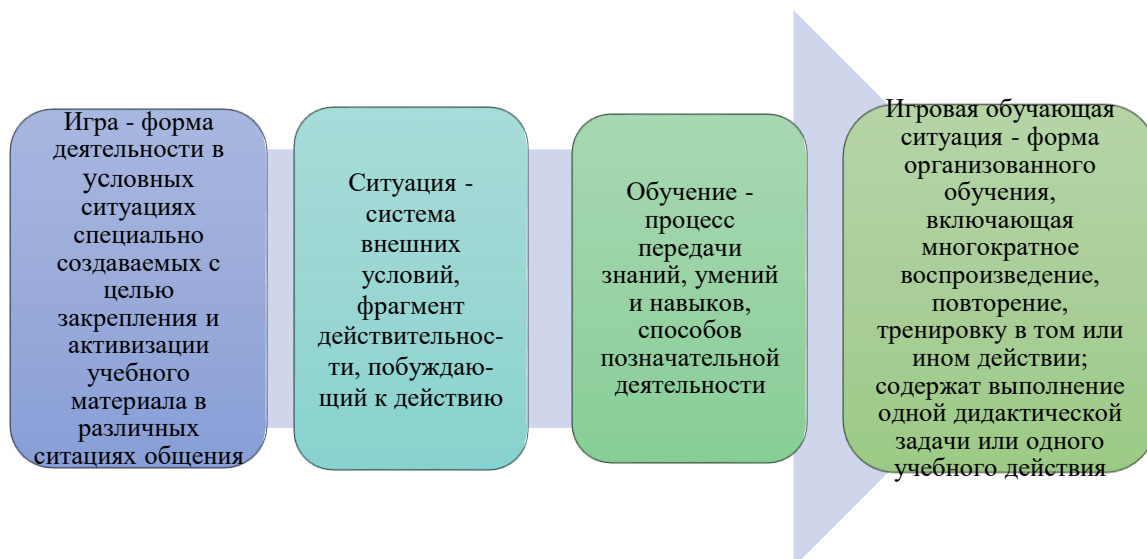 Игра - форма
деятельности в
условных
ситуациях
специально
создаваемых с
целью
закрепления и
активизации
учебного
материала в
различных
ситациях общения
Ситуация -
система
внешних
условий,
фрагмент
действительнос-
ти, побуждаю-
щий к действию
Обучение -
процесс
передачи
знаний, умений
и навыков,
способов
позначательной
деятельности
Игровая обучающая
ситуация - форма
организованного
обучения,
включающая
многократное
воспроизведение,
повторение,
тренировку в том или
ином действии;
содержат выполнение
одной дидактической
задачи или одного
учебного действия